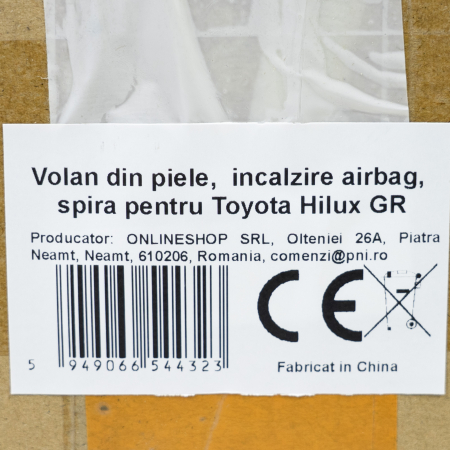 Volan din piele, incalzire airbag,
spira pentru Toyota Hilux GR
Producator: ONLINESHOP SRL, Olteniei 26A, Piatra
Neamt, Neamt, 610206, Romania, comenzi@pni.ro
CE
5 949066 544323
Fabricat in China